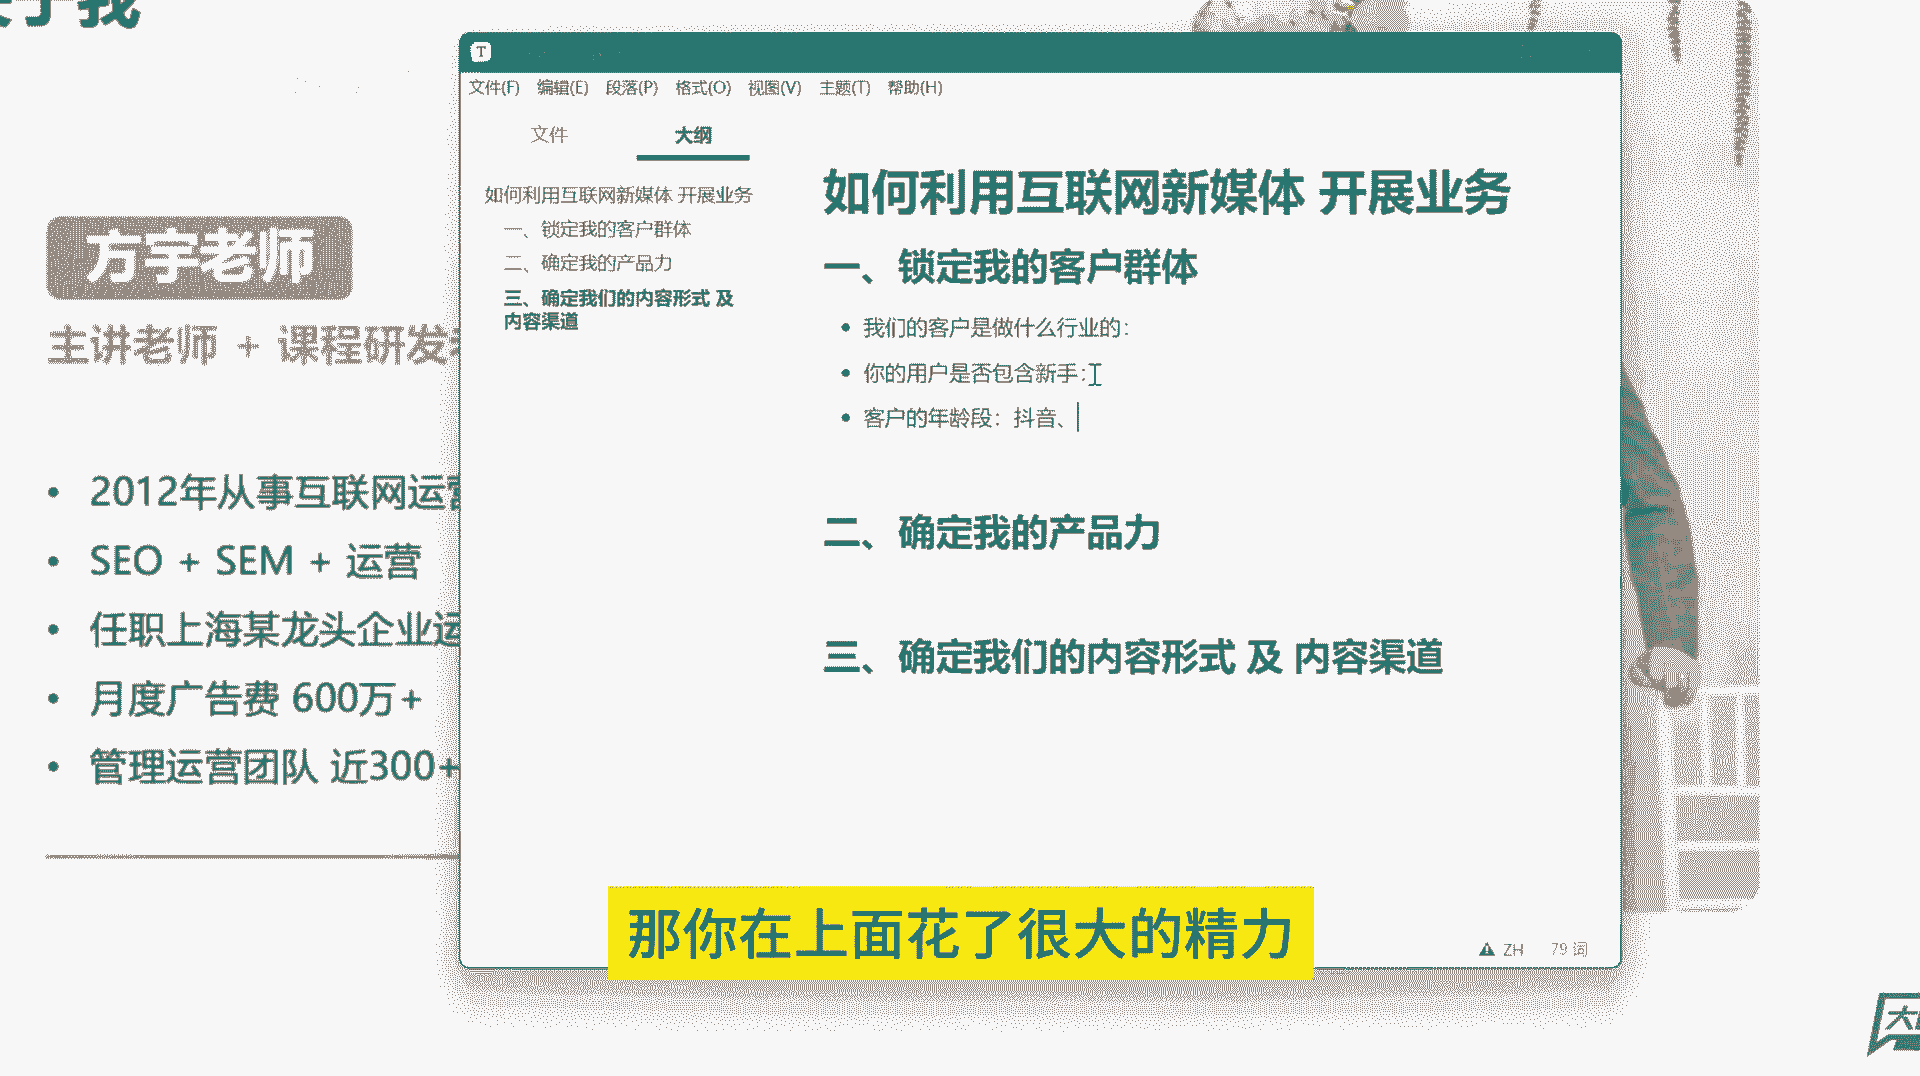 于我
方宇老师
主讲老师 + 课程研发
• 2012年从事互联网运营
• SEO + SEM + 运营
• 任职上海某龙头企业运
• 月度广告费 600万+
• 管理运营团队 近300+
T
文件(F) 编辑(E) 段落(P) 格式(O) 视图(V) 主题(T) 帮助(H)
文件 大纲
如何利用互联网新媒体 开展业务
一、锁定我的客户群体
二、确定我的产品力
三、确定我们的内容形式 及
内容渠道
如何利用互联网新媒体 开展业务
一、锁定我的客户群体
• 我们的客户是做什么行业的：
• 你的用户是否包含新手：
• 客户的年龄段：抖音、
二、确定我的产品力
三、确定我们的内容形式 及 内容渠道
ZH 79 词
那你在上面花了很大的精力
大